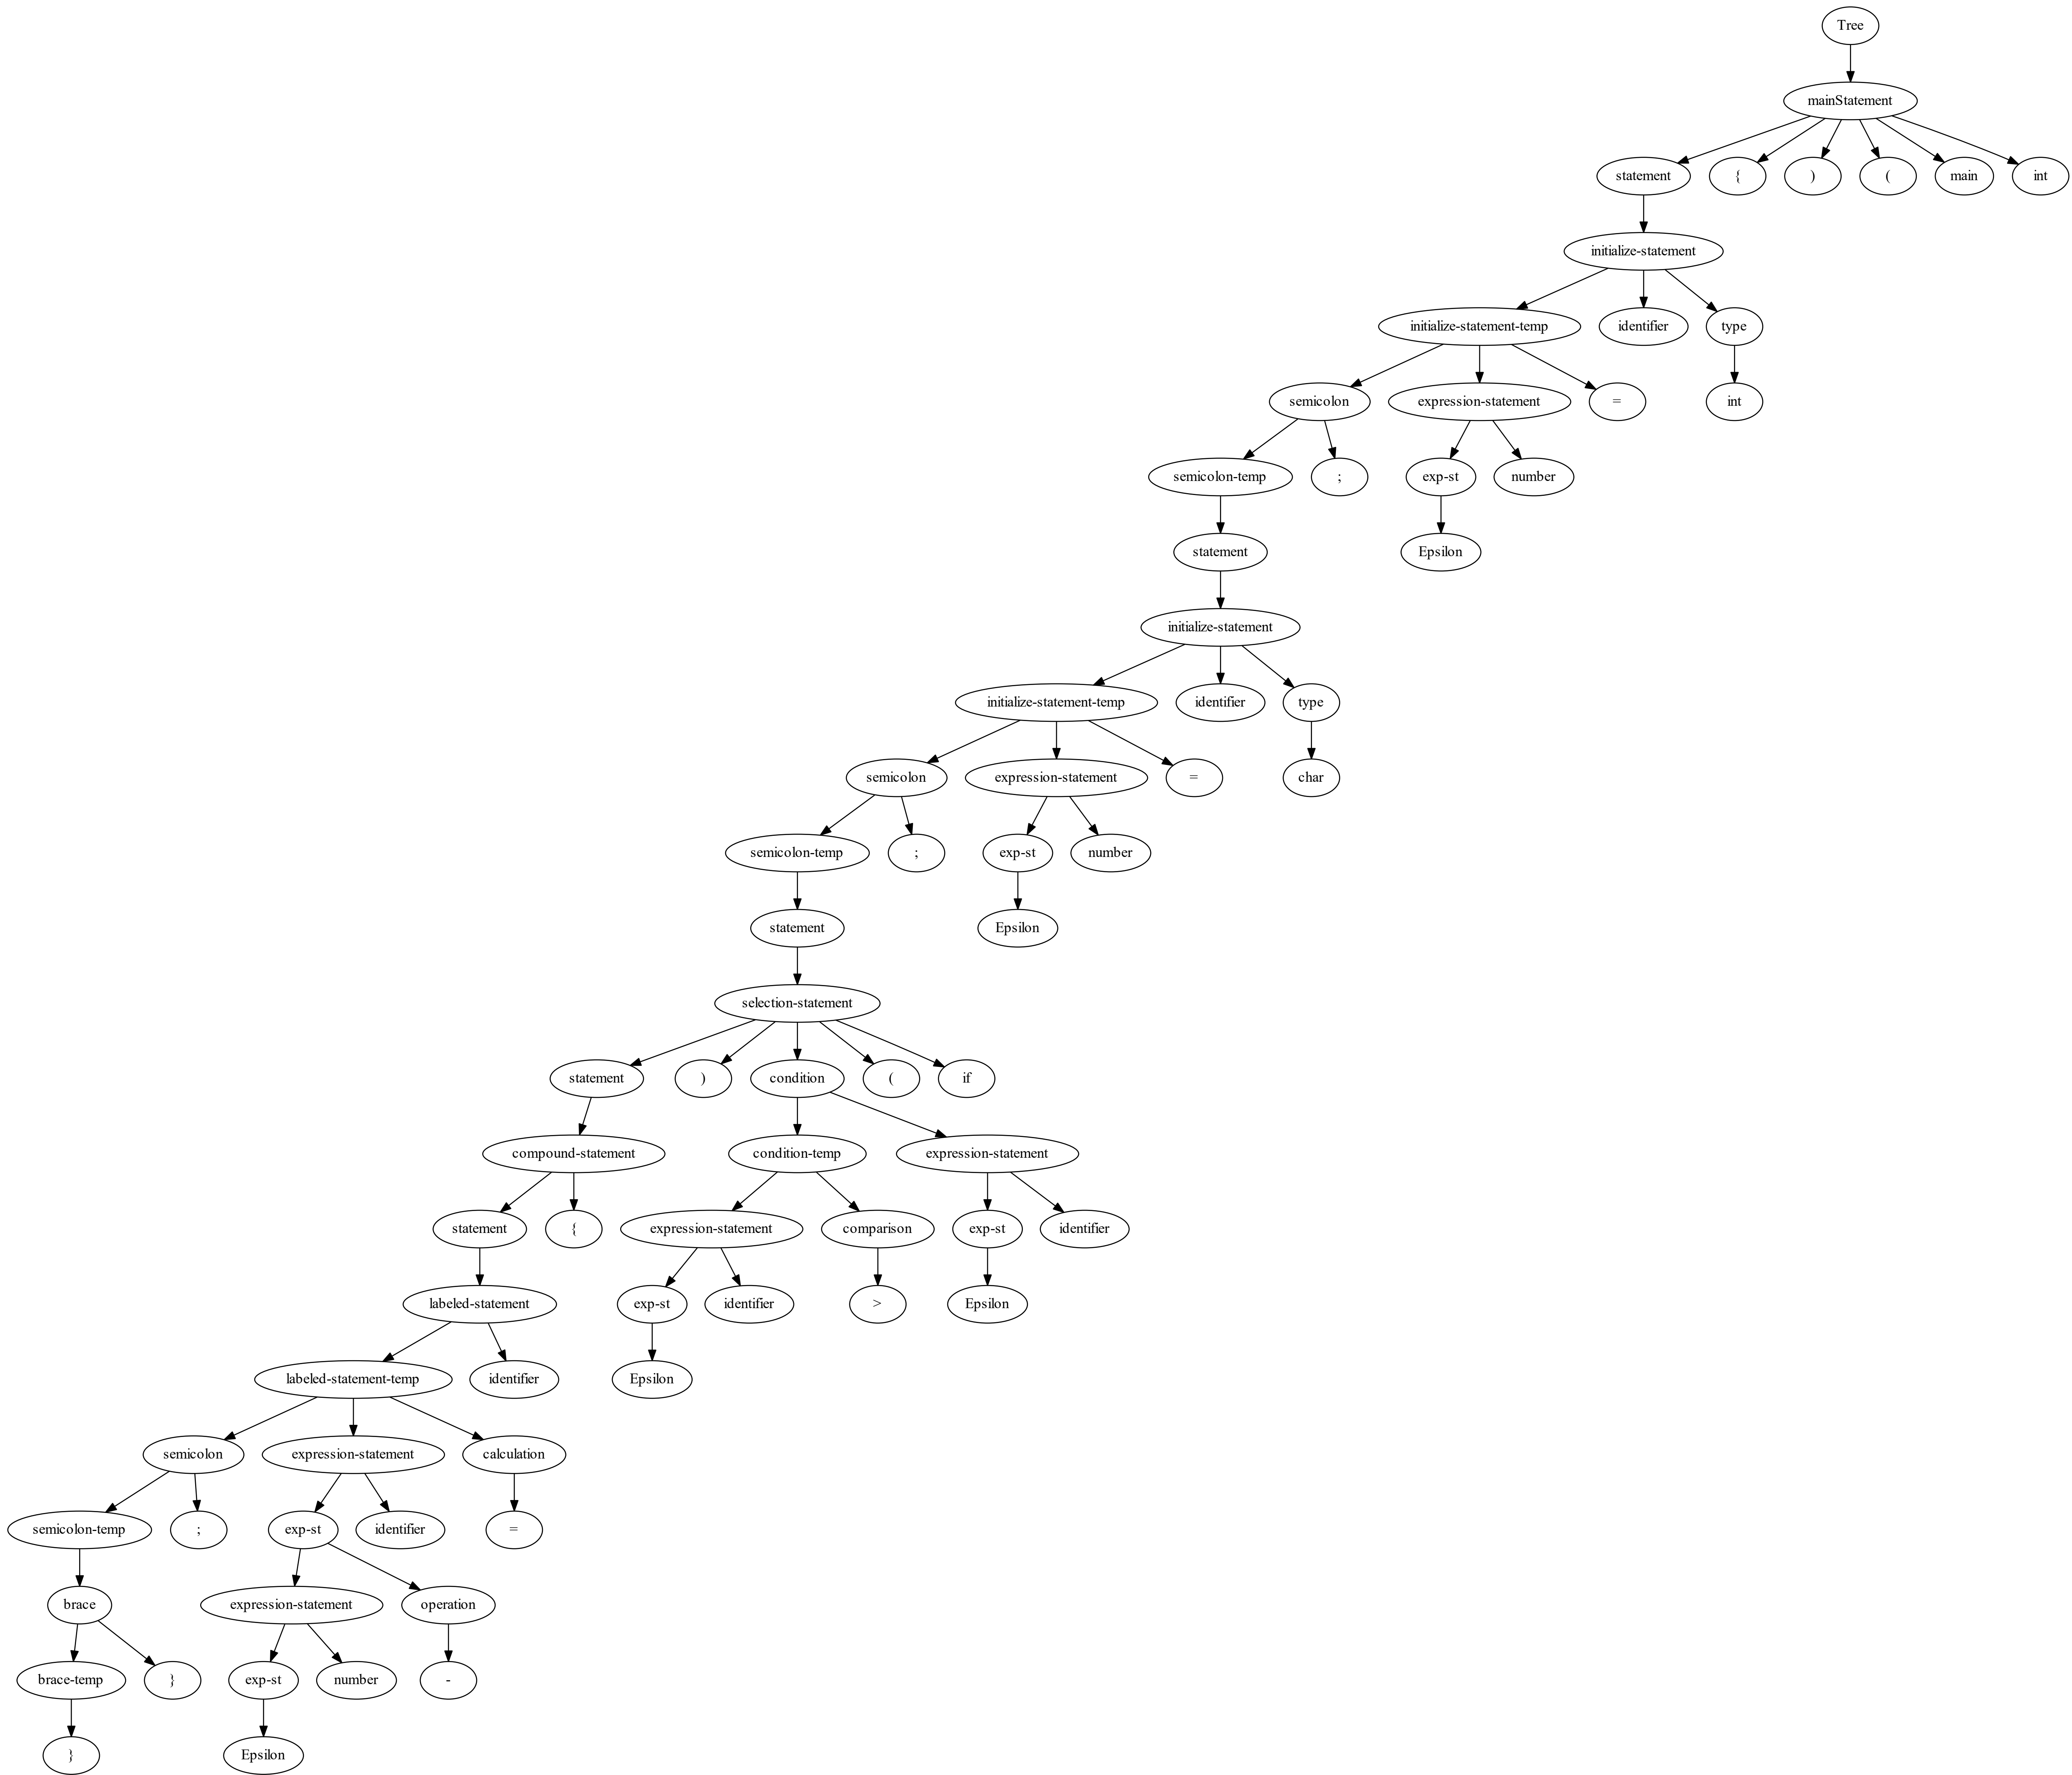 Tree
mainStatement
statement { ) ( main int
initialize-statement
initialize-statement-temp identifier type
semicolon expression-statement = int
semicolon-temp ; exp-st number
statement Epsilon
initialize-statement
initialize-statement-temp identifier type
semicolon expression-statement = char
semicolon-temp ; exp-st number
statement Epsilon
selection-statement
statement ) condition ( if
compound-statement condition-temp expression-statement
statement { expression-statement comparison exp-st identifier
labeled-statement exp-st identifier > Epsilon
labeled-statement-temp identifier Epsilon
semicolon expression-statement calculation
semicolon-temp ; exp-st identifier =
brace expression-statement operation
brace-temp } exp-st number -
} Epsilon